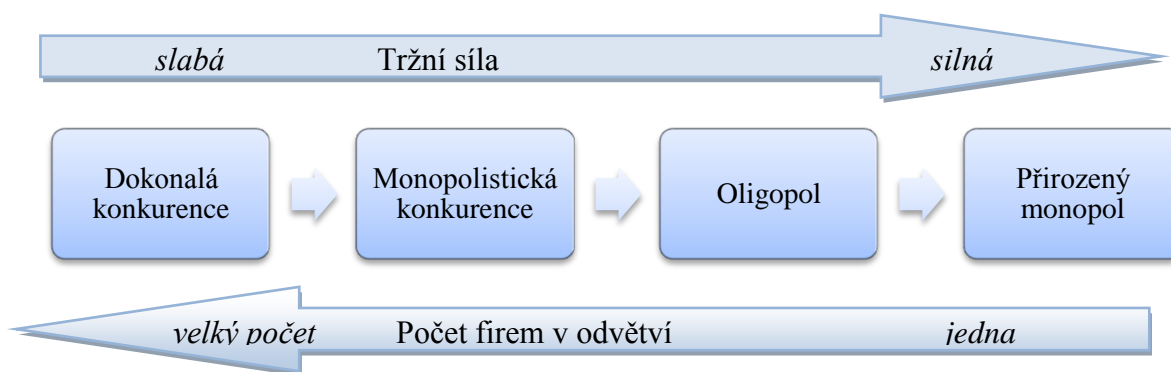 slabá Tržní síla silná
Dokonalá
konkurence
Monopolistická
konkurence
Oligopol
Přirozený
monopol
velký počet Počet firem v odvětví jedna